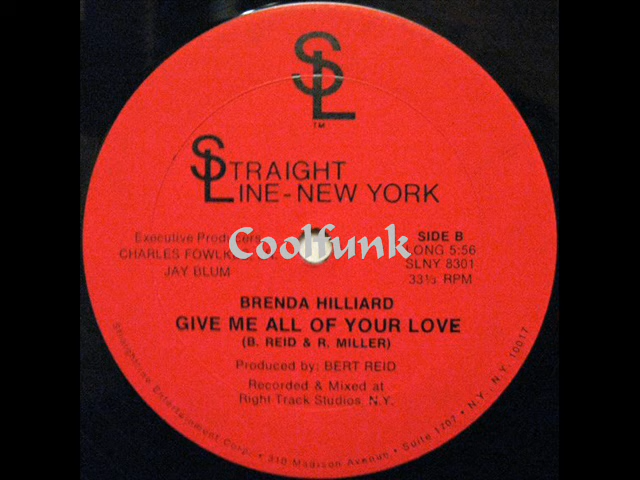 SL
TM
STRAIGHT
LINE-NEW YORK
Executive Producers
CHARLES FOWLKES
JAY BLUM
Coolfunk
SIDE B
LONG 5:56
SLNY 8301
33⅓ RPM
BRENDA HILLIARD
GIVE ME ALL OF YOUR LOVE
(B. REID & R. MILLER)
Produced by: BERT REID
Recorded & Mixed at
Right Track Studios, N.Y.
Straightline Entertainment Corp. • 310 Madison Avenue • Suite 1707 • N.Y., N.Y. 10017